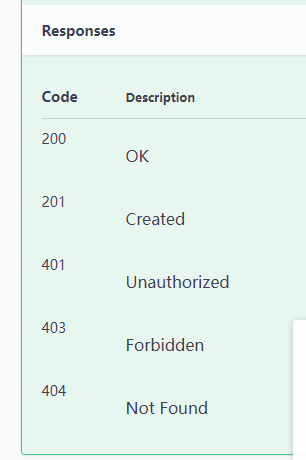 Responses
Code Description
200
OK
201
Created
401
Unauthorized
403
Forbidden
404
Not Found